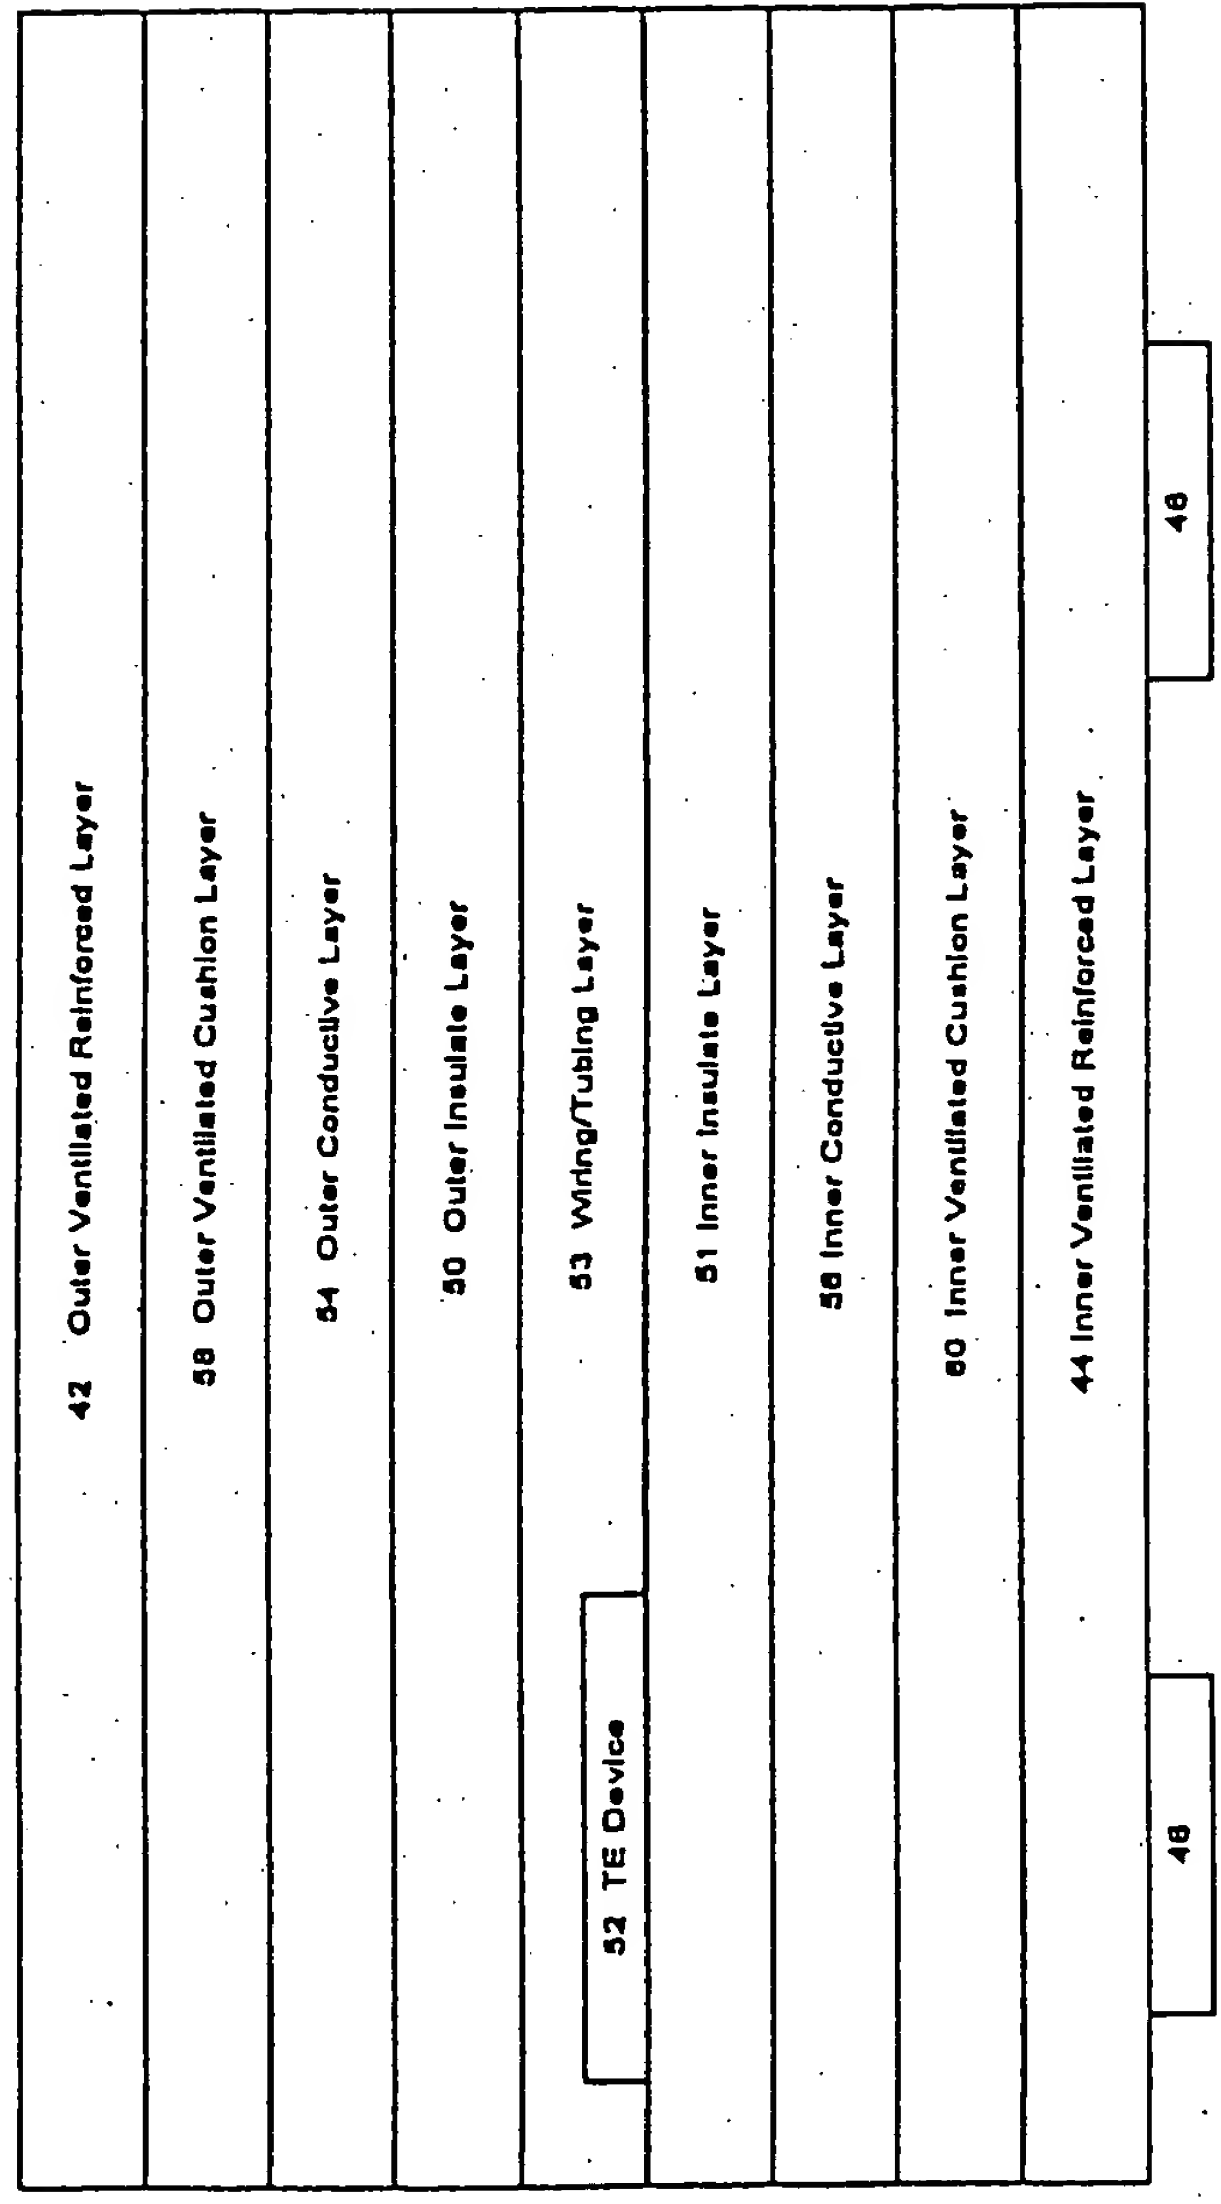 42 Outer Ventilated Reinforced Layer
58 Outer Ventilated Cushion Layer
54 Outer Conductive Layer
50 Outer Insulate Layer
53 Wiring/Tubing Layer
52 TE Device
51 Inner Insulate Layer
56 Inner Conductive Layer
60 Inner Ventilated Cushion Layer
44 Inner Ventilated Reinforced Layer
46
46